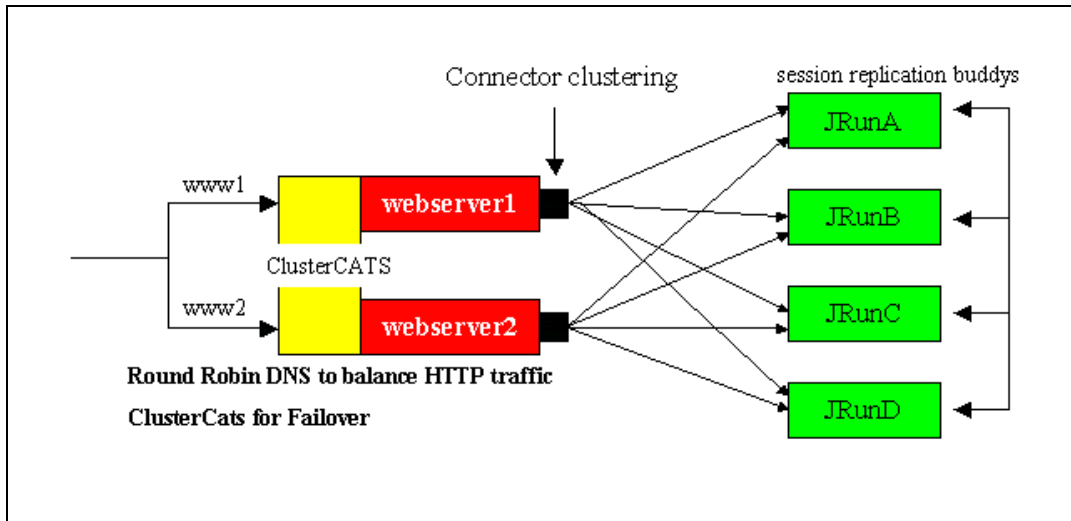 Connector clustering
session replication buddys
JRunA
www1
webserver1
JRunB
ClusterCATS
www2
webserver2
JRunC
Round Robin DNS to balance HTTP traffic
ClusterCats for Failover
JRunD